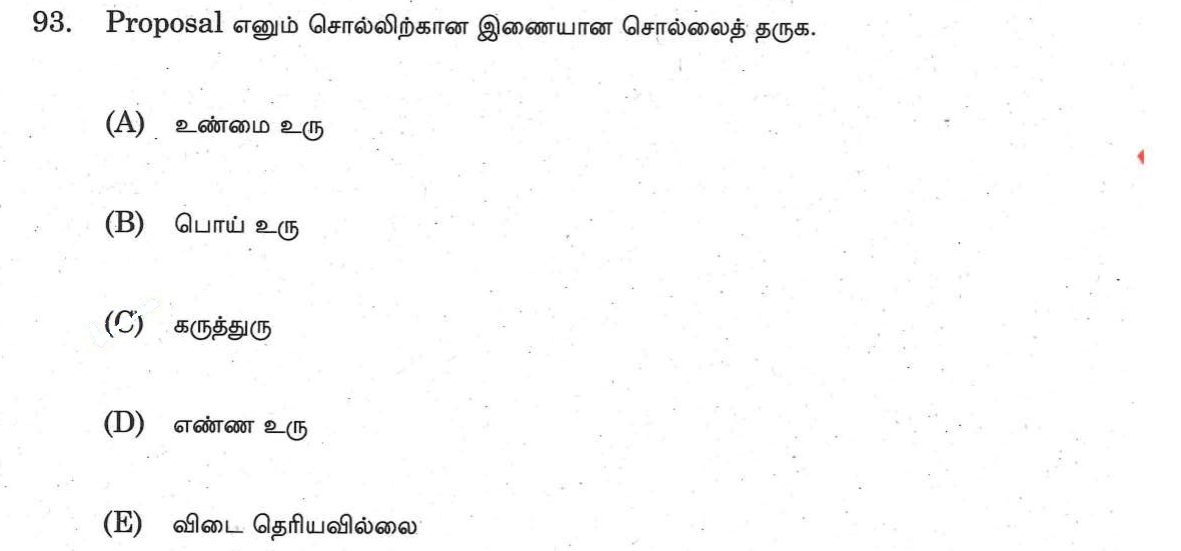 93. Proposal எனும் சொல்லிற்கான இணையான சொல்லைத் தருக.
(A) உண்மை உரு
(B) பொய் உரு
(C) கருத்துரு
(D) எண்ண உரு
(E) விடை தெரியவில்லை